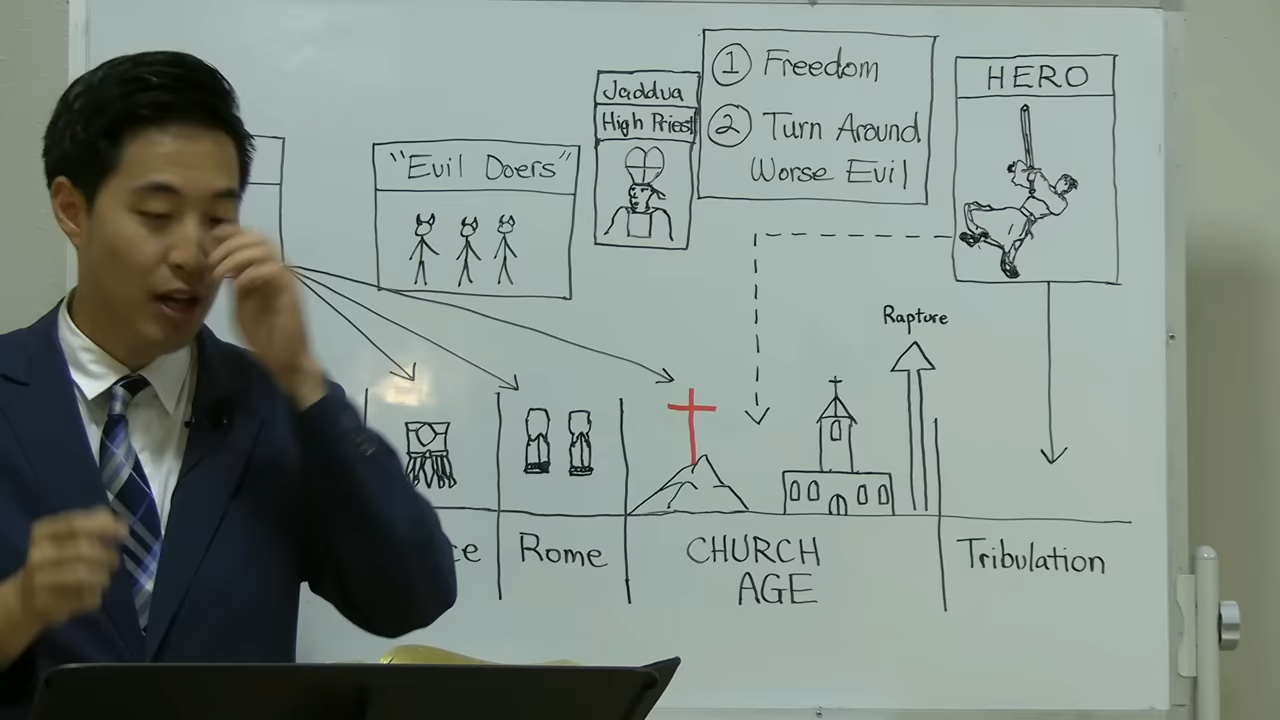 Jaddua
High Priest
1 Freedom
2 Turn Around
Worse Evil
HERO
"Evil Doers"
Rapture
Rome
CHURCH
AGE
Tribulation